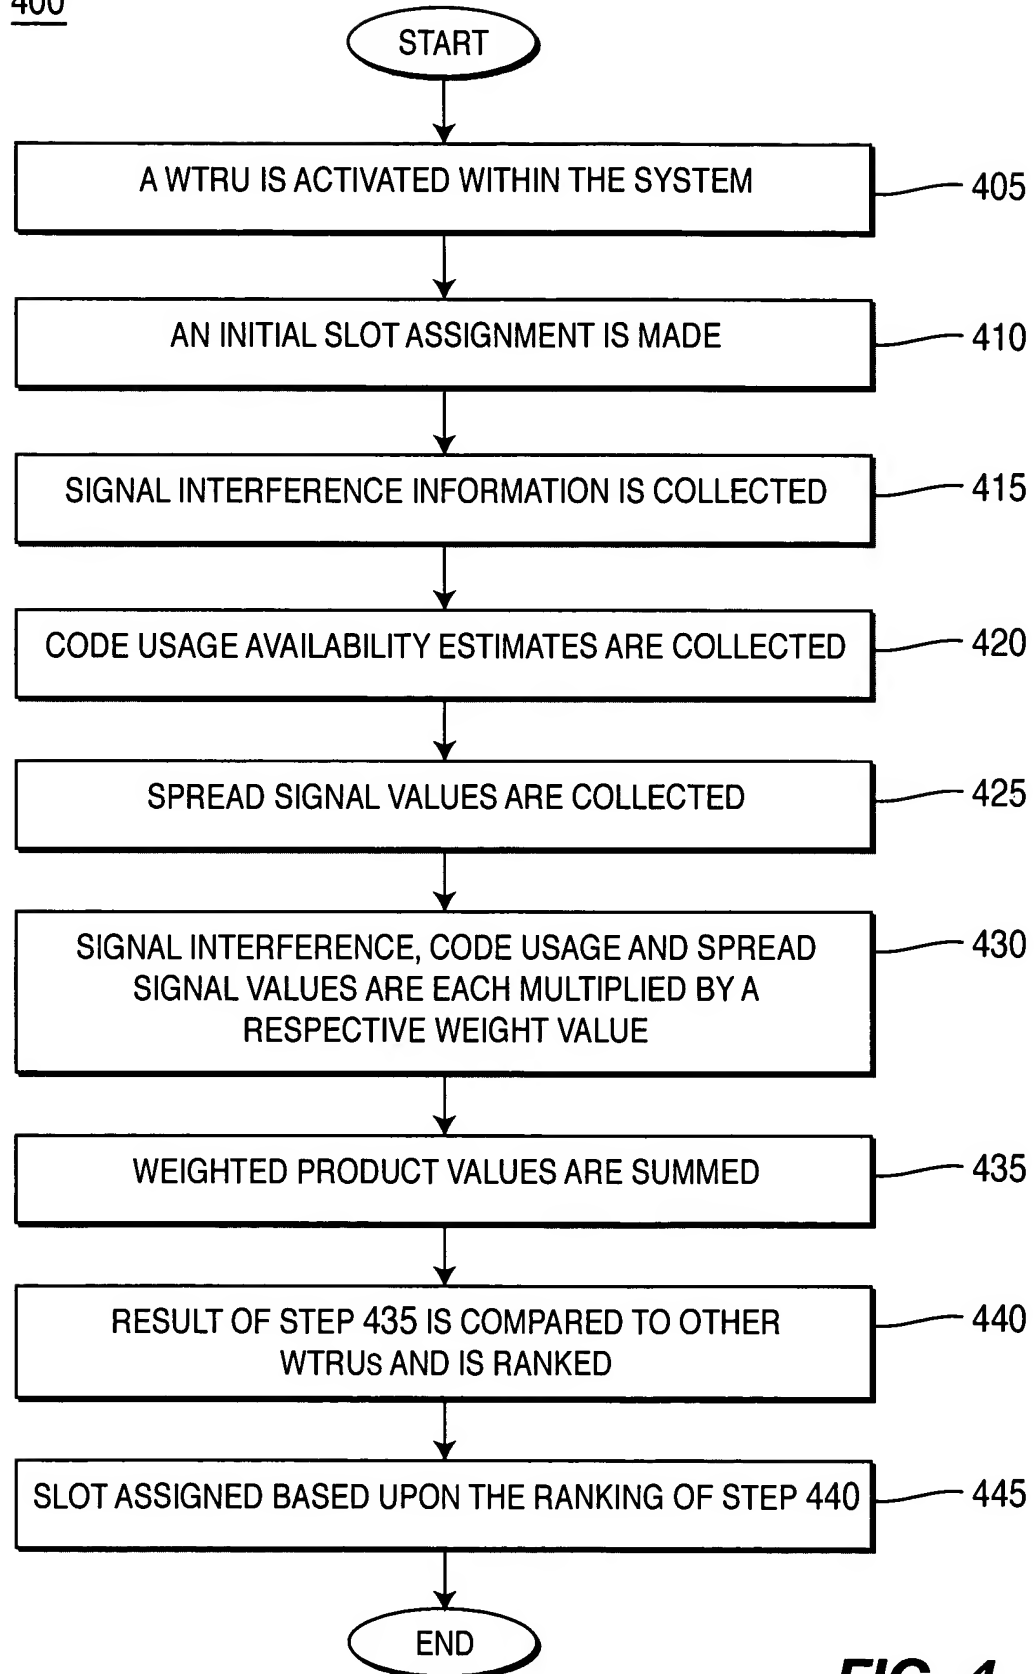 400
START
A WTRU IS ACTIVATED WITHIN THE SYSTEM
405
AN INITIAL SLOT ASSIGNMENT IS MADE
410
SIGNAL INTERFERENCE INFORMATION IS COLLECTED
415
CODE USAGE AVAILABILITY ESTIMATES ARE COLLECTED
420
SPREAD SIGNAL VALUES ARE COLLECTED
425
SIGNAL INTERFERENCE, CODE USAGE AND SPREAD
SIGNAL VALUES ARE EACH MULTIPLIED BY A
RESPECTIVE WEIGHT VALUE
430
WEIGHTED PRODUCT VALUES ARE SUMMED
435
RESULT OF STEP 435 IS COMPARED TO OTHER
WTRUs AND IS RANKED
440
SLOT ASSIGNED BASED UPON THE RANKING OF STEP 440
445
END
FIG. 4